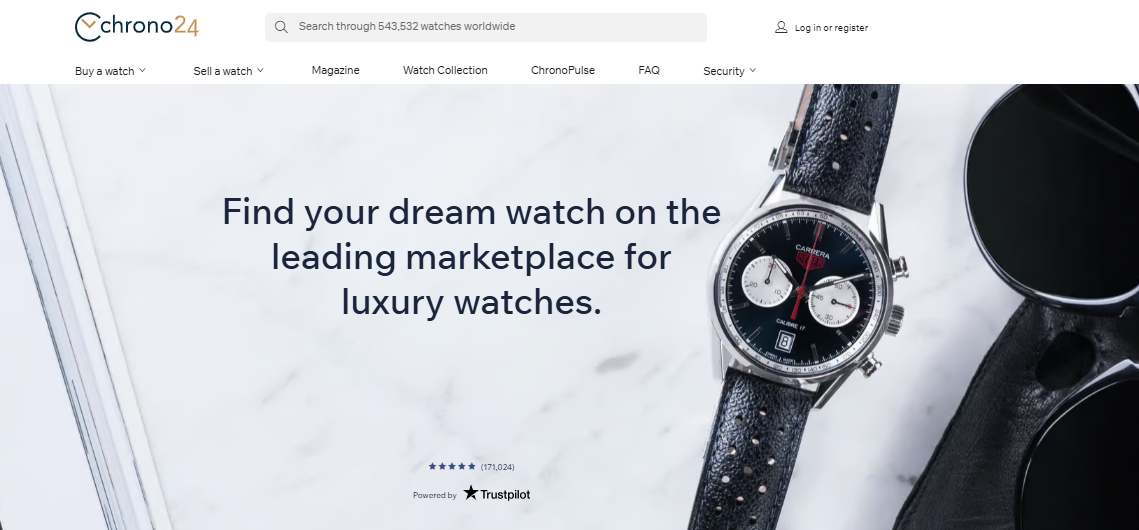 chrono24
Search through 543,532 watches worldwide
Log in or register
Buy a watch
Sell a watch
Magazine
Watch Collection
ChronoPulse
FAQ
Security
Find your dream watch on the
leading marketplace for
luxury watches.
CARRERA
HEUER
CALIBRE 17
8
(171,024)
Powered by Trustpilot